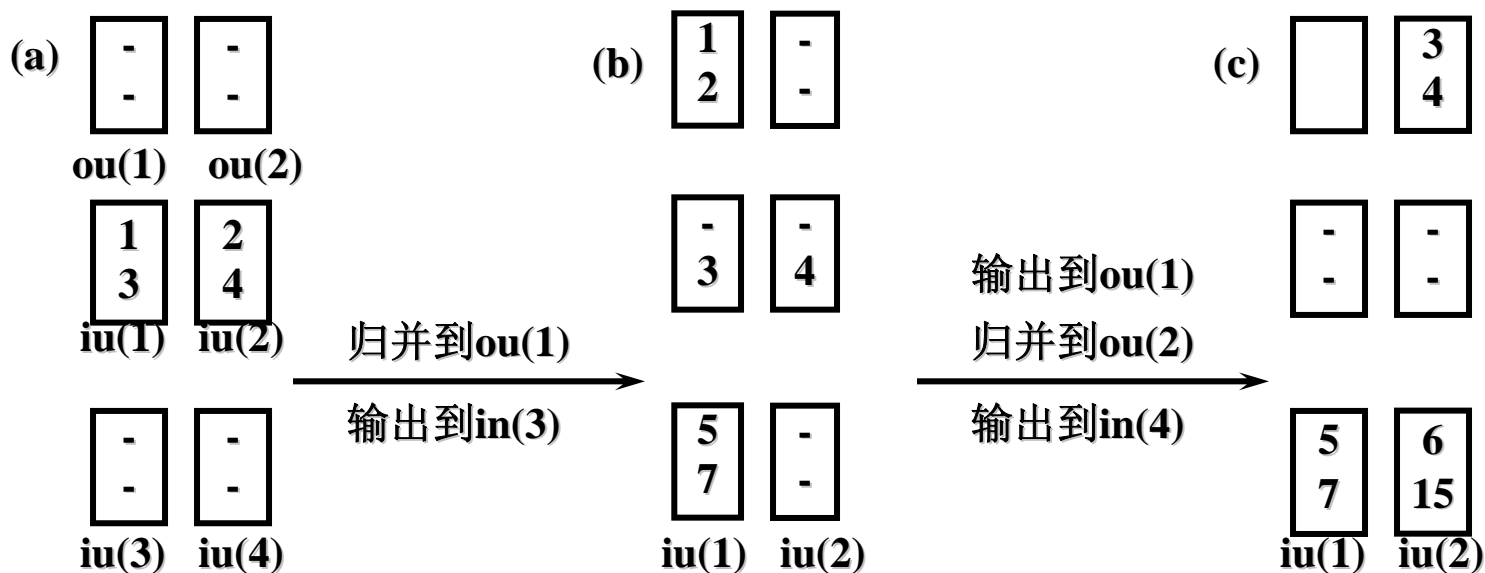 (a)
- -
- -
ou(1) ou(2)
1 2
3 4
iu(1) iu(2)
- -
- -
iu(3) iu(4)
归并到ou(1)
输出到in(3)
(b)
1 -
2 -
- -
3 4
5 -
7 -
iu(1) iu(2)
输出到ou(1)
归并到ou(2)
输出到in(4)
(c)
3
4
- -
- -
5 6
7 15
iu(1) iu(2)